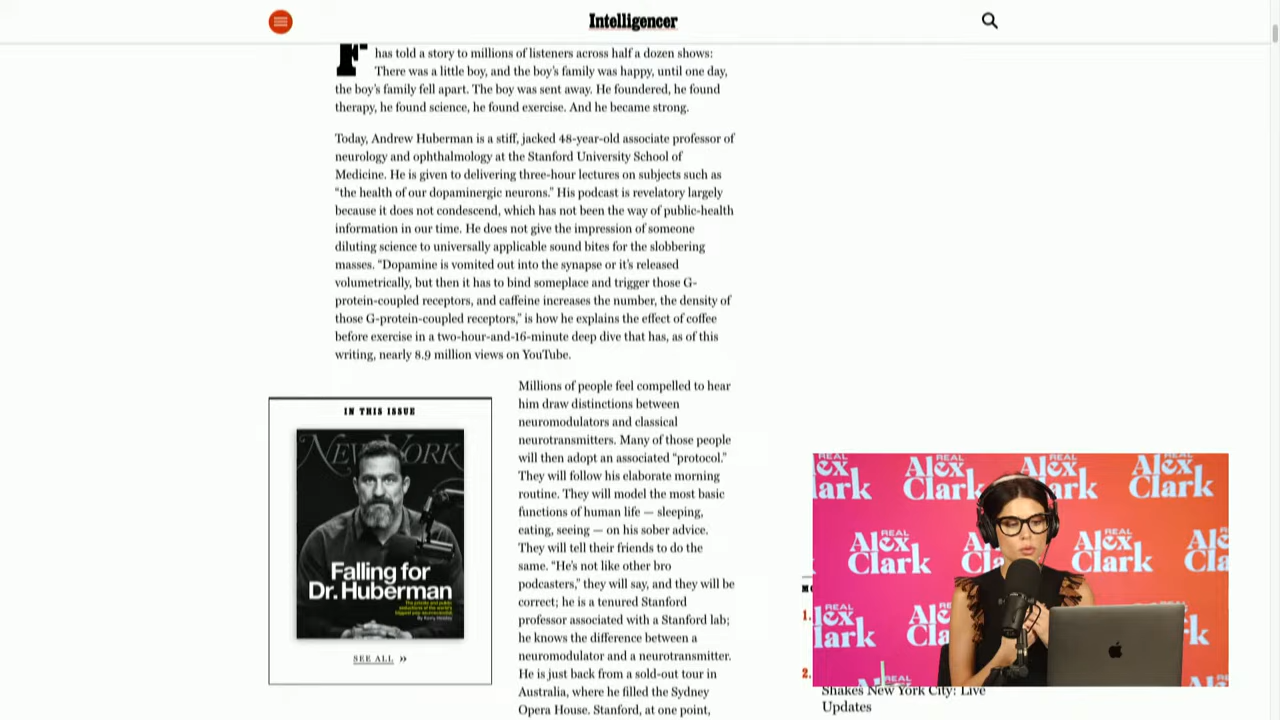 Intelligencer
F has told a story to millions of listeners across half a dozen shows:
There was a little boy, and the boy's family was happy, until one day,
the boy's family fell apart. The boy was sent away. He foundered, he found
therapy, he found science, he found exercise. And he became strong.
Today, Andrew Huberman is a stiff, jacked 48-year-old associate professor of
neurology and ophthalmology at the Stanford University School of
Medicine. He is given to delivering three-hour lectures on subjects such as
“the health of our dopaminergic neurons.” His podcast is revelatory largely
because it does not condescend, which has not been the way of public-health
information in our time. He does not give the impression of someone
diluting science to universally applicable sound bites for the slobbering
masses. “Dopamine is vomited out into the synapse or it's released
volumetrically, but then it has to bind someplace and trigger those G-
protein-coupled receptors, and caffeine increases the number, the density of
those G-protein-coupled receptors,” is how he explains the effect of coffee
before exercise in a two-hour-and-16-minute deep dive that has, as of this
writing, nearly 8.9 million views on YouTube.
IN THIS ISSUE
NEW YORK
Falling for
Dr. Huberman
SEE ALL »
Millions of people feel compelled to hear
him draw distinctions between
neuromodulators and classical
neurotransmitters. Many of those people
will then adopt an associated “protocol.”
They will follow his elaborate morning
routine. They will model the most basic
functions of human life — sleeping,
eating, seeing — on his sober advice.
They will tell their friends to do the
same. “He's not like other bro
podcasters,” they will say, and they will be
correct; he is a tenured Stanford
professor associated with a Stanford lab;
he knows the difference between a
neuromodulator and a neurotransmitter.
He is just back from a sold-out tour in
Australia, where he filled the Sydney
Opera House. Stanford, at one point,
1.
2.
Shakes New York City: Live
Updates
REAL
Alex
Clark
REAL
Alex
Clark
REAL
Alex
Clark
REAL
Alex
Clark